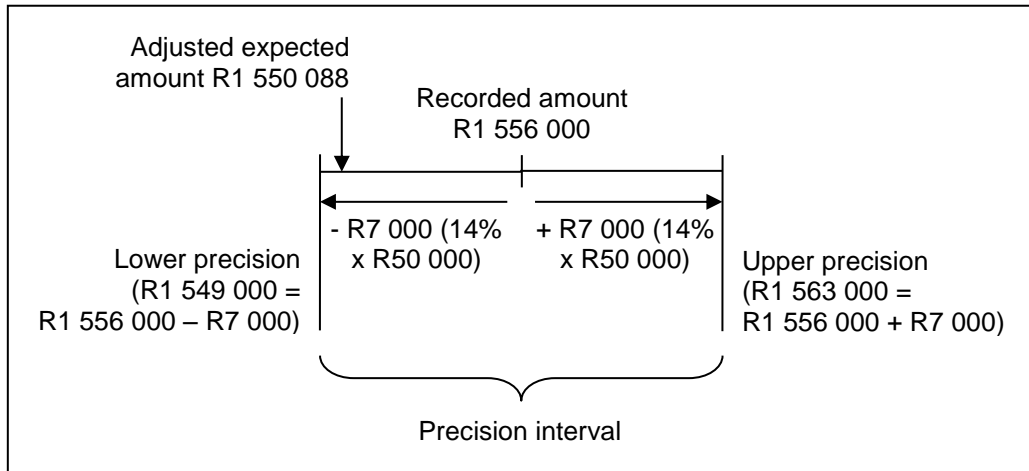 Adjusted expected
amount R1 550 088
Recorded amount
R1 556 000
- R7 000 (14%
x R50 000)
+ R7 000 (14%
x R50 000)
Lower precision
(R1 549 000 =
R1 556 000 – R7 000)
Upper precision
(R1 563 000 =
R1 556 000 + R7 000)
Precision interval